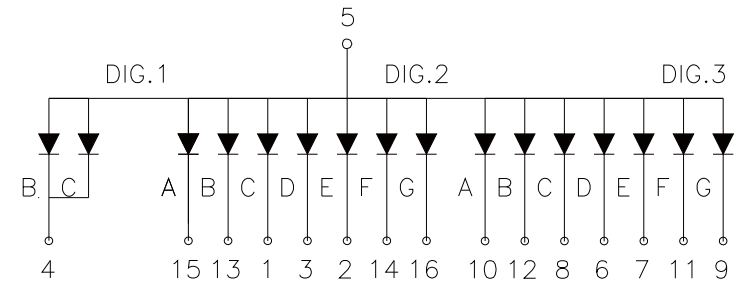 5
DIG.1 DIG.2 DIG.3
B. C A B C D E F G A B C D E F G
4 15 13 1 3 2 14 16 10 12 8 6 7 11 9